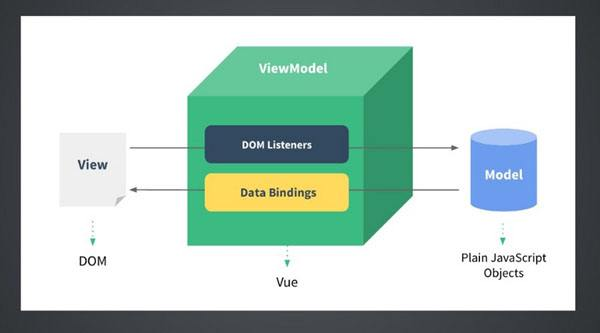 ViewModel
DOM Listeners
View
Model
Data Bindings
DOM
Vue
Plain JavaScript
Objects